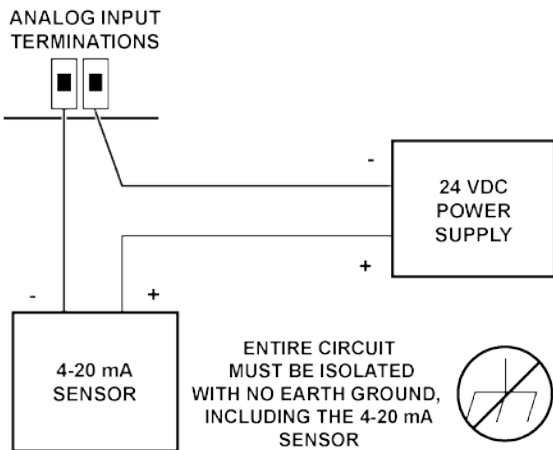 ANALOG INPUT
TERMINATIONS
-
24 VDC
POWER
SUPPLY
+
-
+
4-20 mA
SENSOR
ENTIRE CIRCUIT
MUST BE ISOLATED
WITH NO EARTH GROUND,
INCLUDING THE 4-20 mA
SENSOR